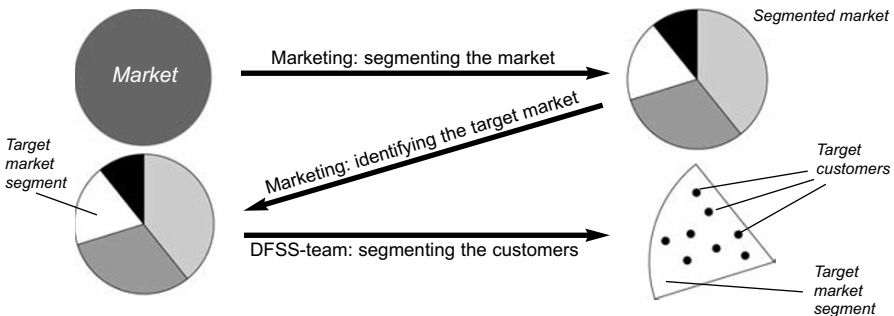 Segmented market
Marketing: segmenting the market
Market
Marketing: identifying the target market
Target
market
segment
Target
customers
DFSS-team: segmenting the customers
Target
market
segment